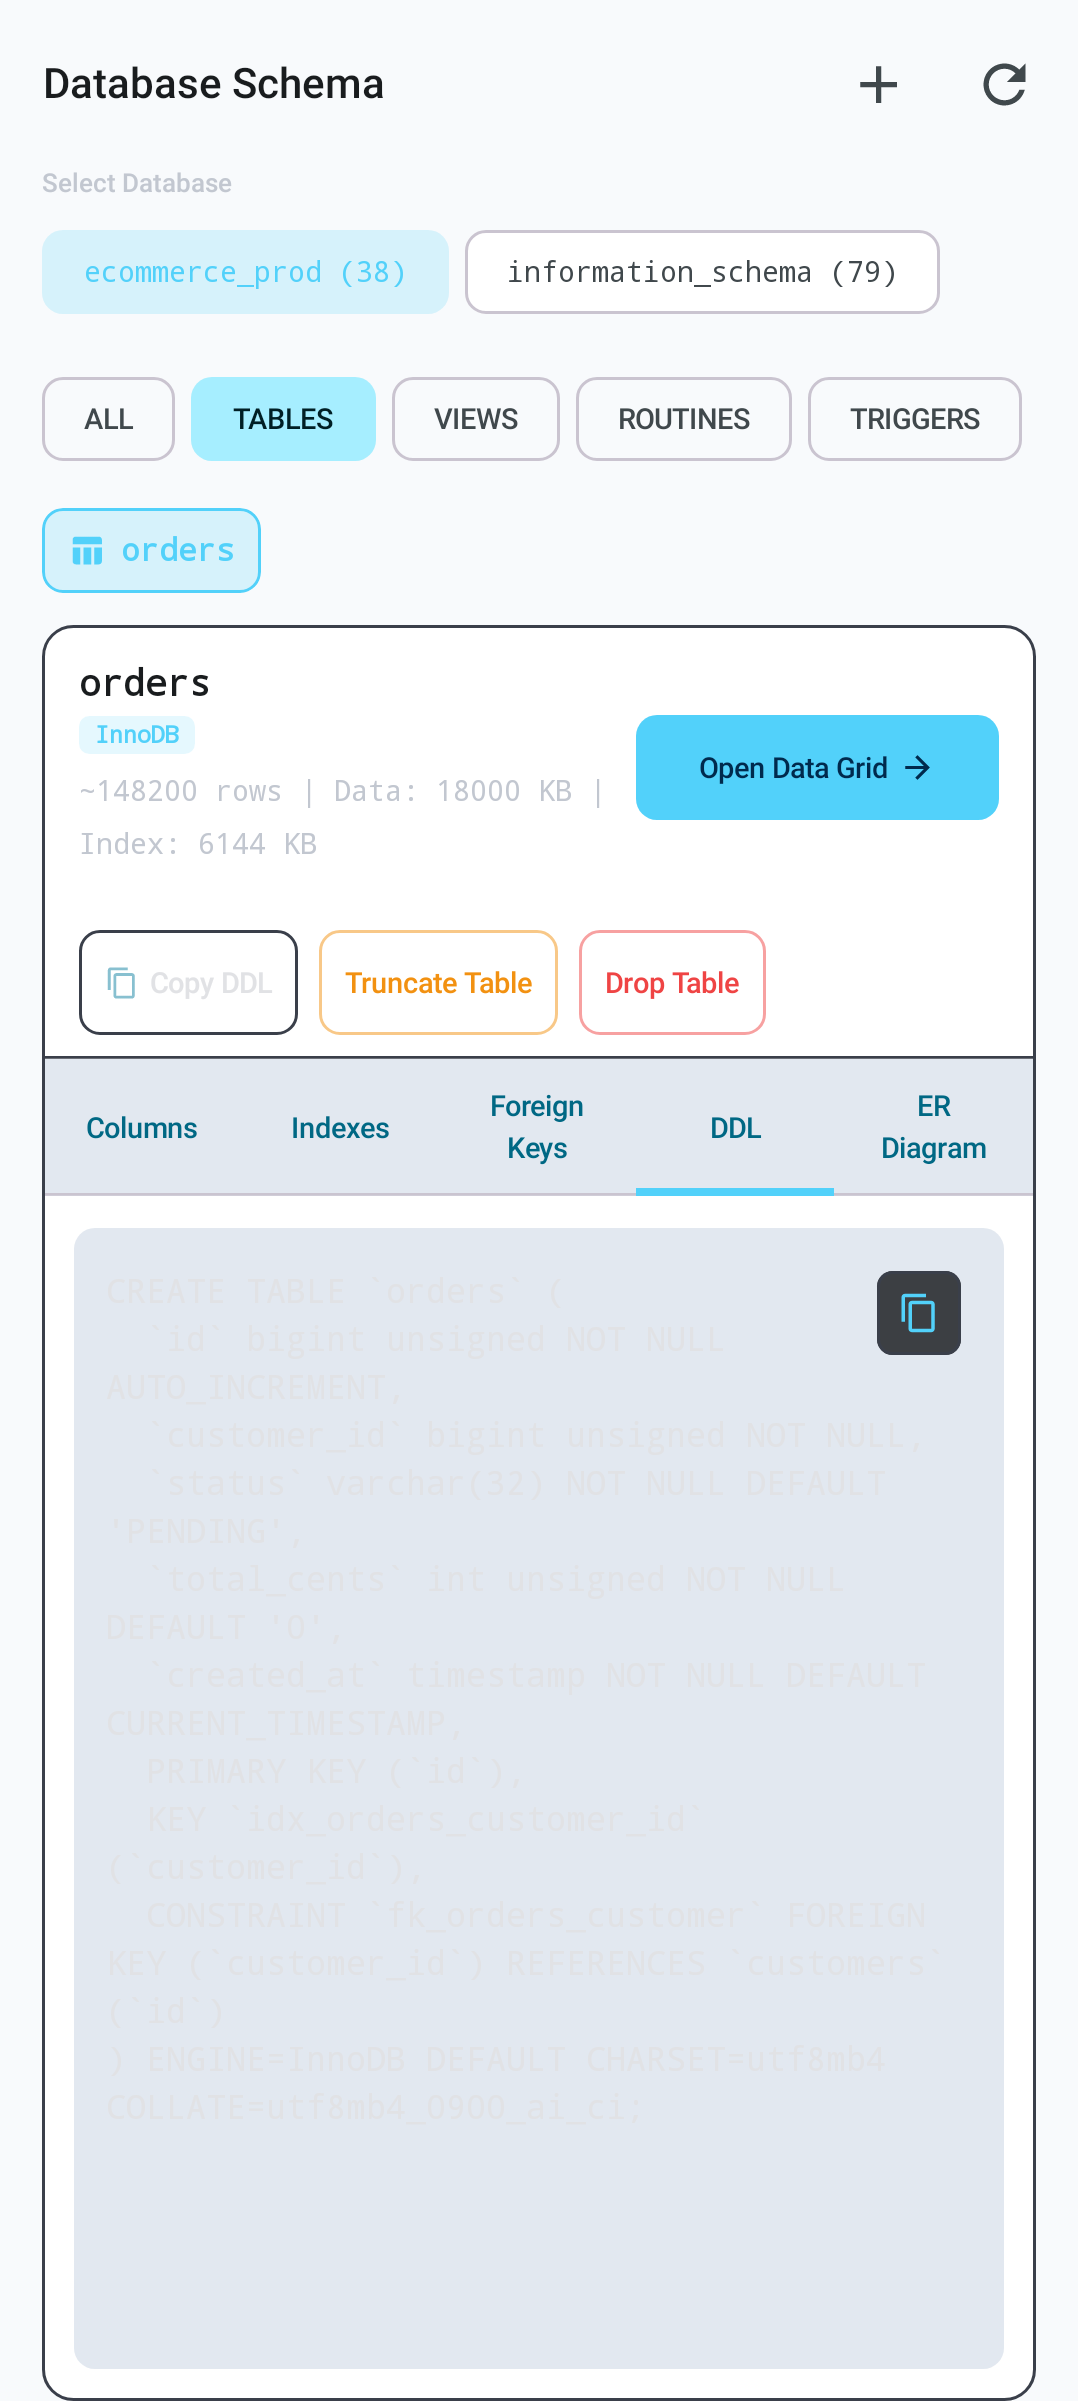 Database Schema
Select Database
ecommerce_prod (38)
information_schema (79)
ALL
TABLES
VIEWS
ROUTINES
TRIGGERS
orders
orders
InnoDB
~148200 rows | Data: 18000 KB |
Index: 6144 KB
Open Data Grid
Copy DDL
Truncate Table
Drop Table
Columns
Indexes
Foreign
Keys
DDL
ER
Diagram
CREATE TABLE `orders` (
`id` bigint unsigned NOT NULL
AUTO_INCREMENT,
`customer_id` bigint unsigned NOT NULL,
`status` varchar(32) NOT NULL DEFAULT
'PENDING',
`total_cents` int unsigned NOT NULL
DEFAULT '0',
`created_at` timestamp NOT NULL DEFAULT
CURRENT_TIMESTAMP,
PRIMARY KEY (`id`),
KEY `idx_orders_customer_id`
(`customer_id`),
CONSTRAINT `fk_orders_customer` FOREIGN
KEY (`customer_id`) REFERENCES `customers`
(`id`)
) ENGINE=InnoDB DEFAULT CHARSET=utf8mb4
COLLATE=utf8mb4_0900_ai_ci;